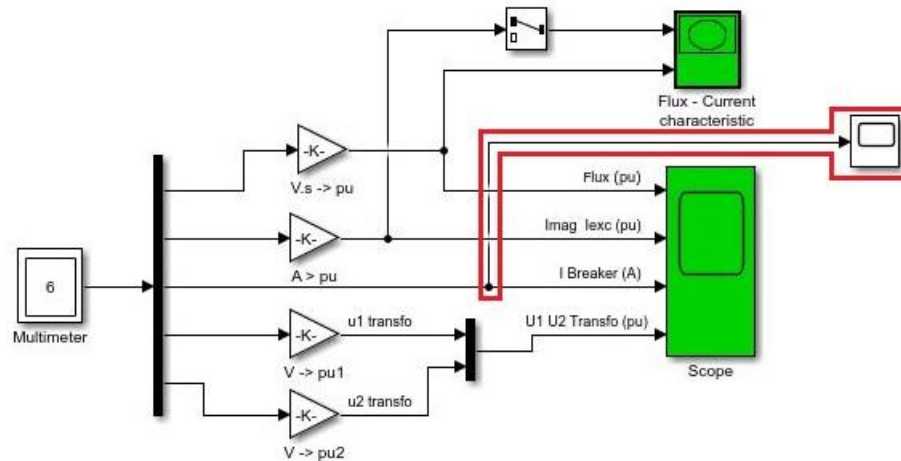 Flux - Current
characteristic
-K-
V.s -> pu
Flux (pu)
-K-
Imag Iexc (pu)
A > pu
I Breaker (A)
6
Multimeter
u1 transfo
U1 U2 Transfo (pu)
-K-
V -> pu1
Scope
u2 transfo
-K-
V -> pu2